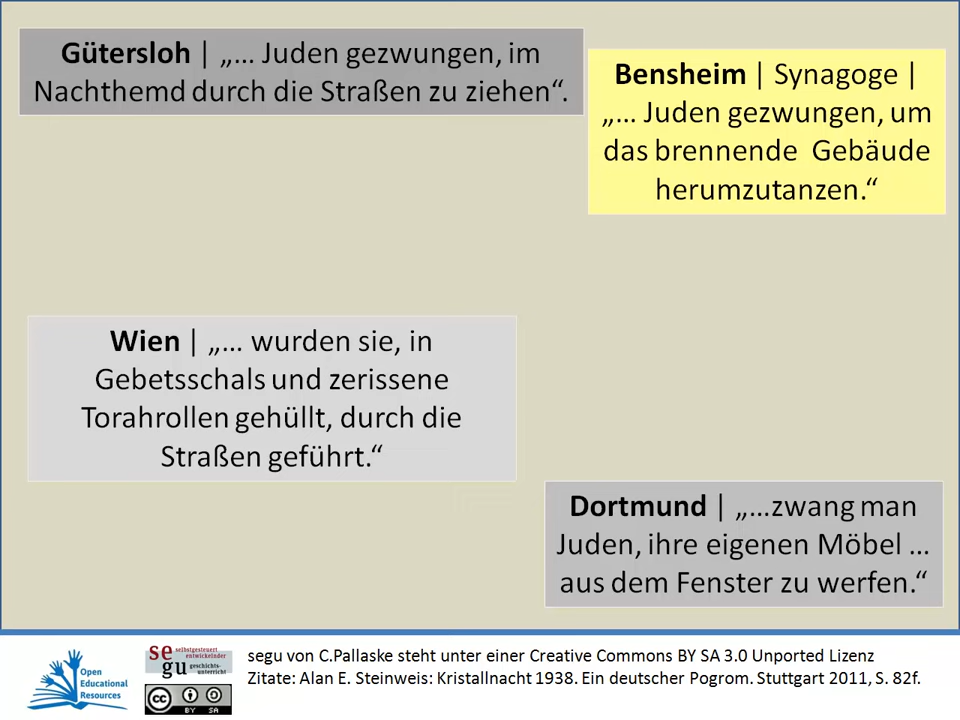 Gütersloh | „… Juden gezwungen, im
Nachthemd durch die Straßen zu ziehen“.
Bensheim | Synagoge |
„… Juden gezwungen, um
das brennende Gebäude
herumzutanzen.“
Wien | „… wurden sie, in
Gebetsschals und zerissene
Torahrollen gehüllt, durch die
Straßen geführt.“
Dortmund | „…zwang man
Juden, ihre eigenen Möbel …
aus dem Fenster zu werfen.“
Open
Educational
Resources
se selbstgesteuert
entwickelnder
gu geschichts-
unterricht
cc
BY SA
segu von C.Pallaske steht unter einer Creative Commons BY SA 3.0 Unported Lizenz
Zitate: Alan E. Steinweis: Kristallnacht 1938. Ein deutscher Pogrom. Stuttgart 2011, S. 82f.